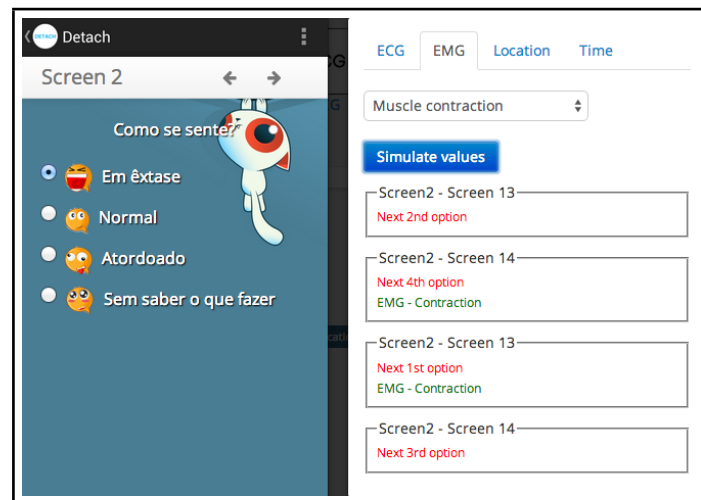 DETACH Detach
Screen 2
Como se sente?
Em êxtase
Normal
Atordoado
Sem saber o que fazer
ECG EMG Location Time
Muscle contraction
Simulate values
Screen2 - Screen 13
Next 2nd option
Screen2 - Screen 14
Next 4th option
EMG - Contraction
Screen2 - Screen 13
Next 1st option
EMG - Contraction
Screen2 - Screen 14
Next 3rd option